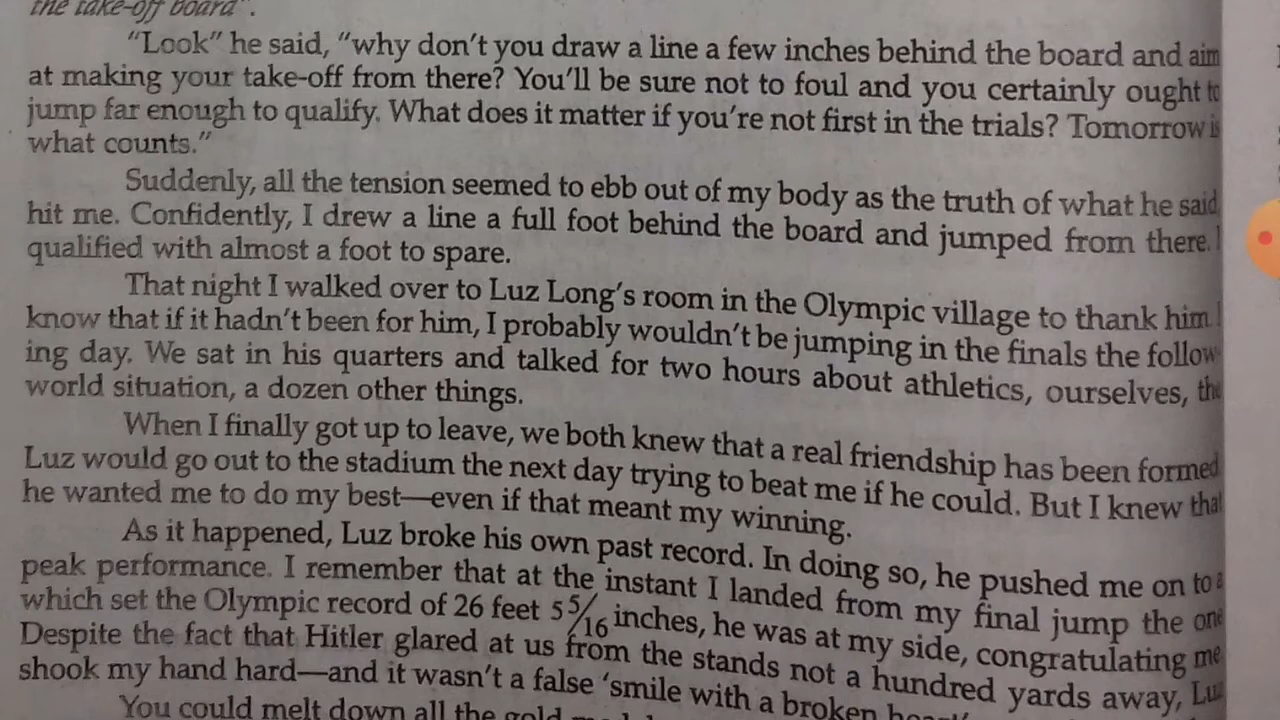 the take-off board".
"Look" he said, "why don't you draw a line a few inches behind the board and aim
at making your take-off from there? You'll be sure not to foul and you certainly ought to
jump far enough to qualify. What does it matter if you're not first in the trials? Tomorrow is
what counts."
Suddenly, all the tension seemed to ebb out of my body as the truth of what he said
hit me. Confidently, I drew a line a full foot behind the board and jumped from there. I
qualified with almost a foot to spare.
That night I walked over to Luz Long's room in the Olympic village to thank him. I
know that if it hadn't been for him, I probably wouldn't be jumping in the finals the follow-
ing day. We sat in his quarters and talked for two hours about athletics, ourselves, the
world situation, a dozen other things.
When I finally got up to leave, we both knew that a real friendship has been formed
Luz would go out to the stadium the next day trying to beat me if he could. But I knew that
he wanted me to do my best—even if that meant my winning.
As it happened, Luz broke his own past record. In doing so, he pushed me on to a
peak performance. I remember that at the instant I landed from my final jump the one
which set the Olympic record of 26 feet 5 5/16 inches, he was at my side, congratulating me.
Despite the fact that Hitler glared at us from the stands not a hundred yards away, Luz
shook my hand hard—and it wasn't a false 'smile with a broken
You could melt down all the gold